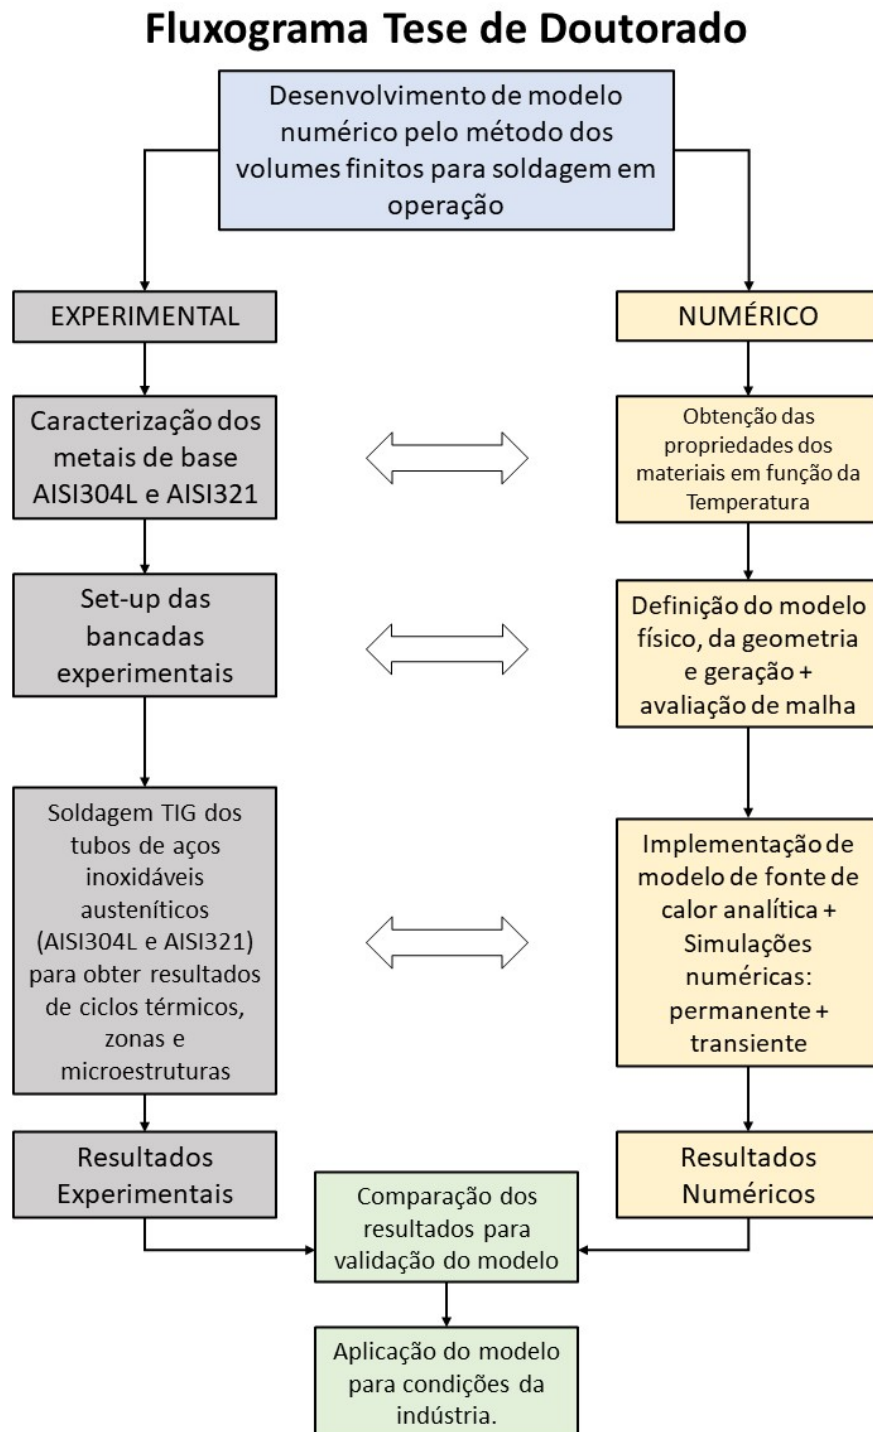 Fluxograma Tese de Doutorado
Desenvolvimento de modelo
numérico pelo método dos
volumes finitos para soldagem em
operação
EXPERIMENTAL
NUMÉRICO
Caracterização dos
metais de base
AISI304L e AISI321
Obtenção das
propriedades dos
materiais em função da
Temperatura
Set-up das
bancadas
experimentais
Definição do modelo
físico, da geometria
e geração +
avaliação de malha
Soldagem TIG dos
tubos de aços
inoxidáveis
austeníticos
(AISI304L e AISI321)
para obter resultados
de ciclos térmicos,
zonas e
microestruturas
Implementação de
modelo de fonte de
calor analítica +
Simulações
numéricas:
permanente +
transiente
Resultados
Experimentais
Resultados
Numéricos
Comparação dos
resultados para
validação do modelo
Aplicação do modelo
para condições da
indústria.